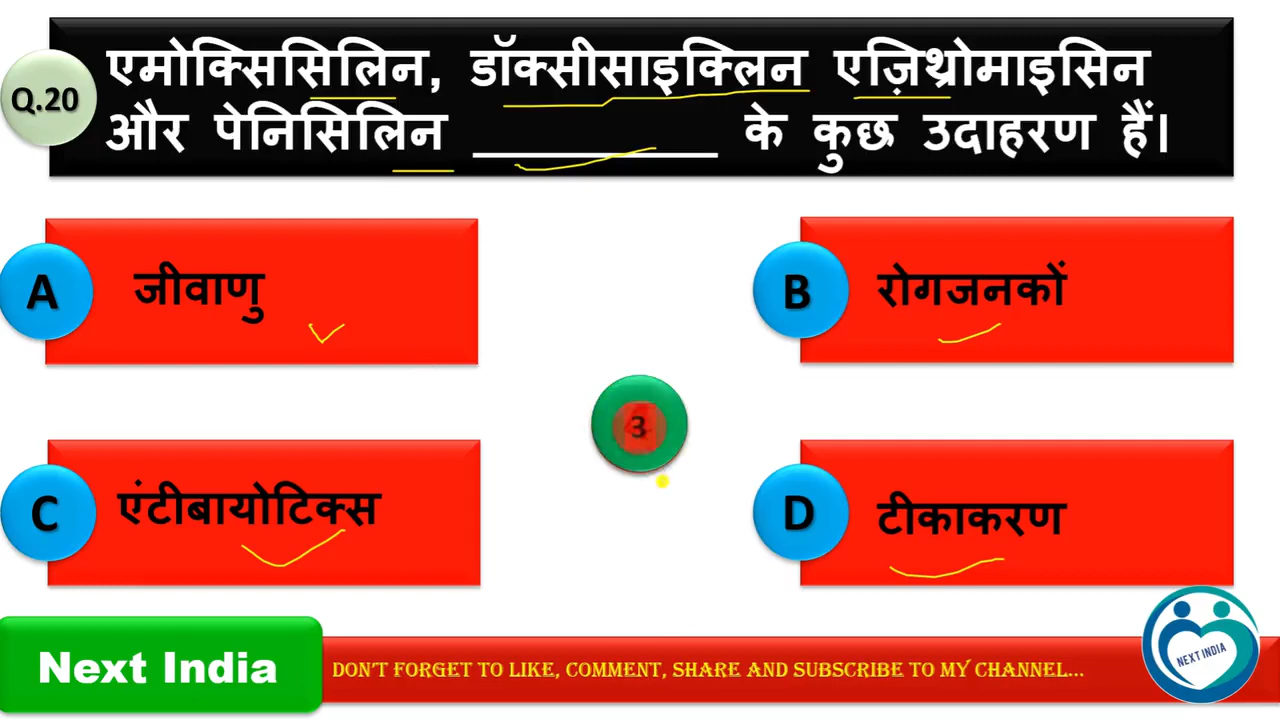 Q.20
एमोक्सिसिलिन, डॉक्सीसाइक्लिन एज़िथ्रोमाइसिन
और पेनिसिलिन ____________ के कुछ उदाहरण हैं।
A जीवाणु
B रोगजनकों
3
C एंटीबायोटिक्स
D टीकाकरण
Next India
DON'T FORGET TO LIKE, COMMENT, SHARE AND SUBSCRIBE TO MY CHANNEL...
NEXT INDIA